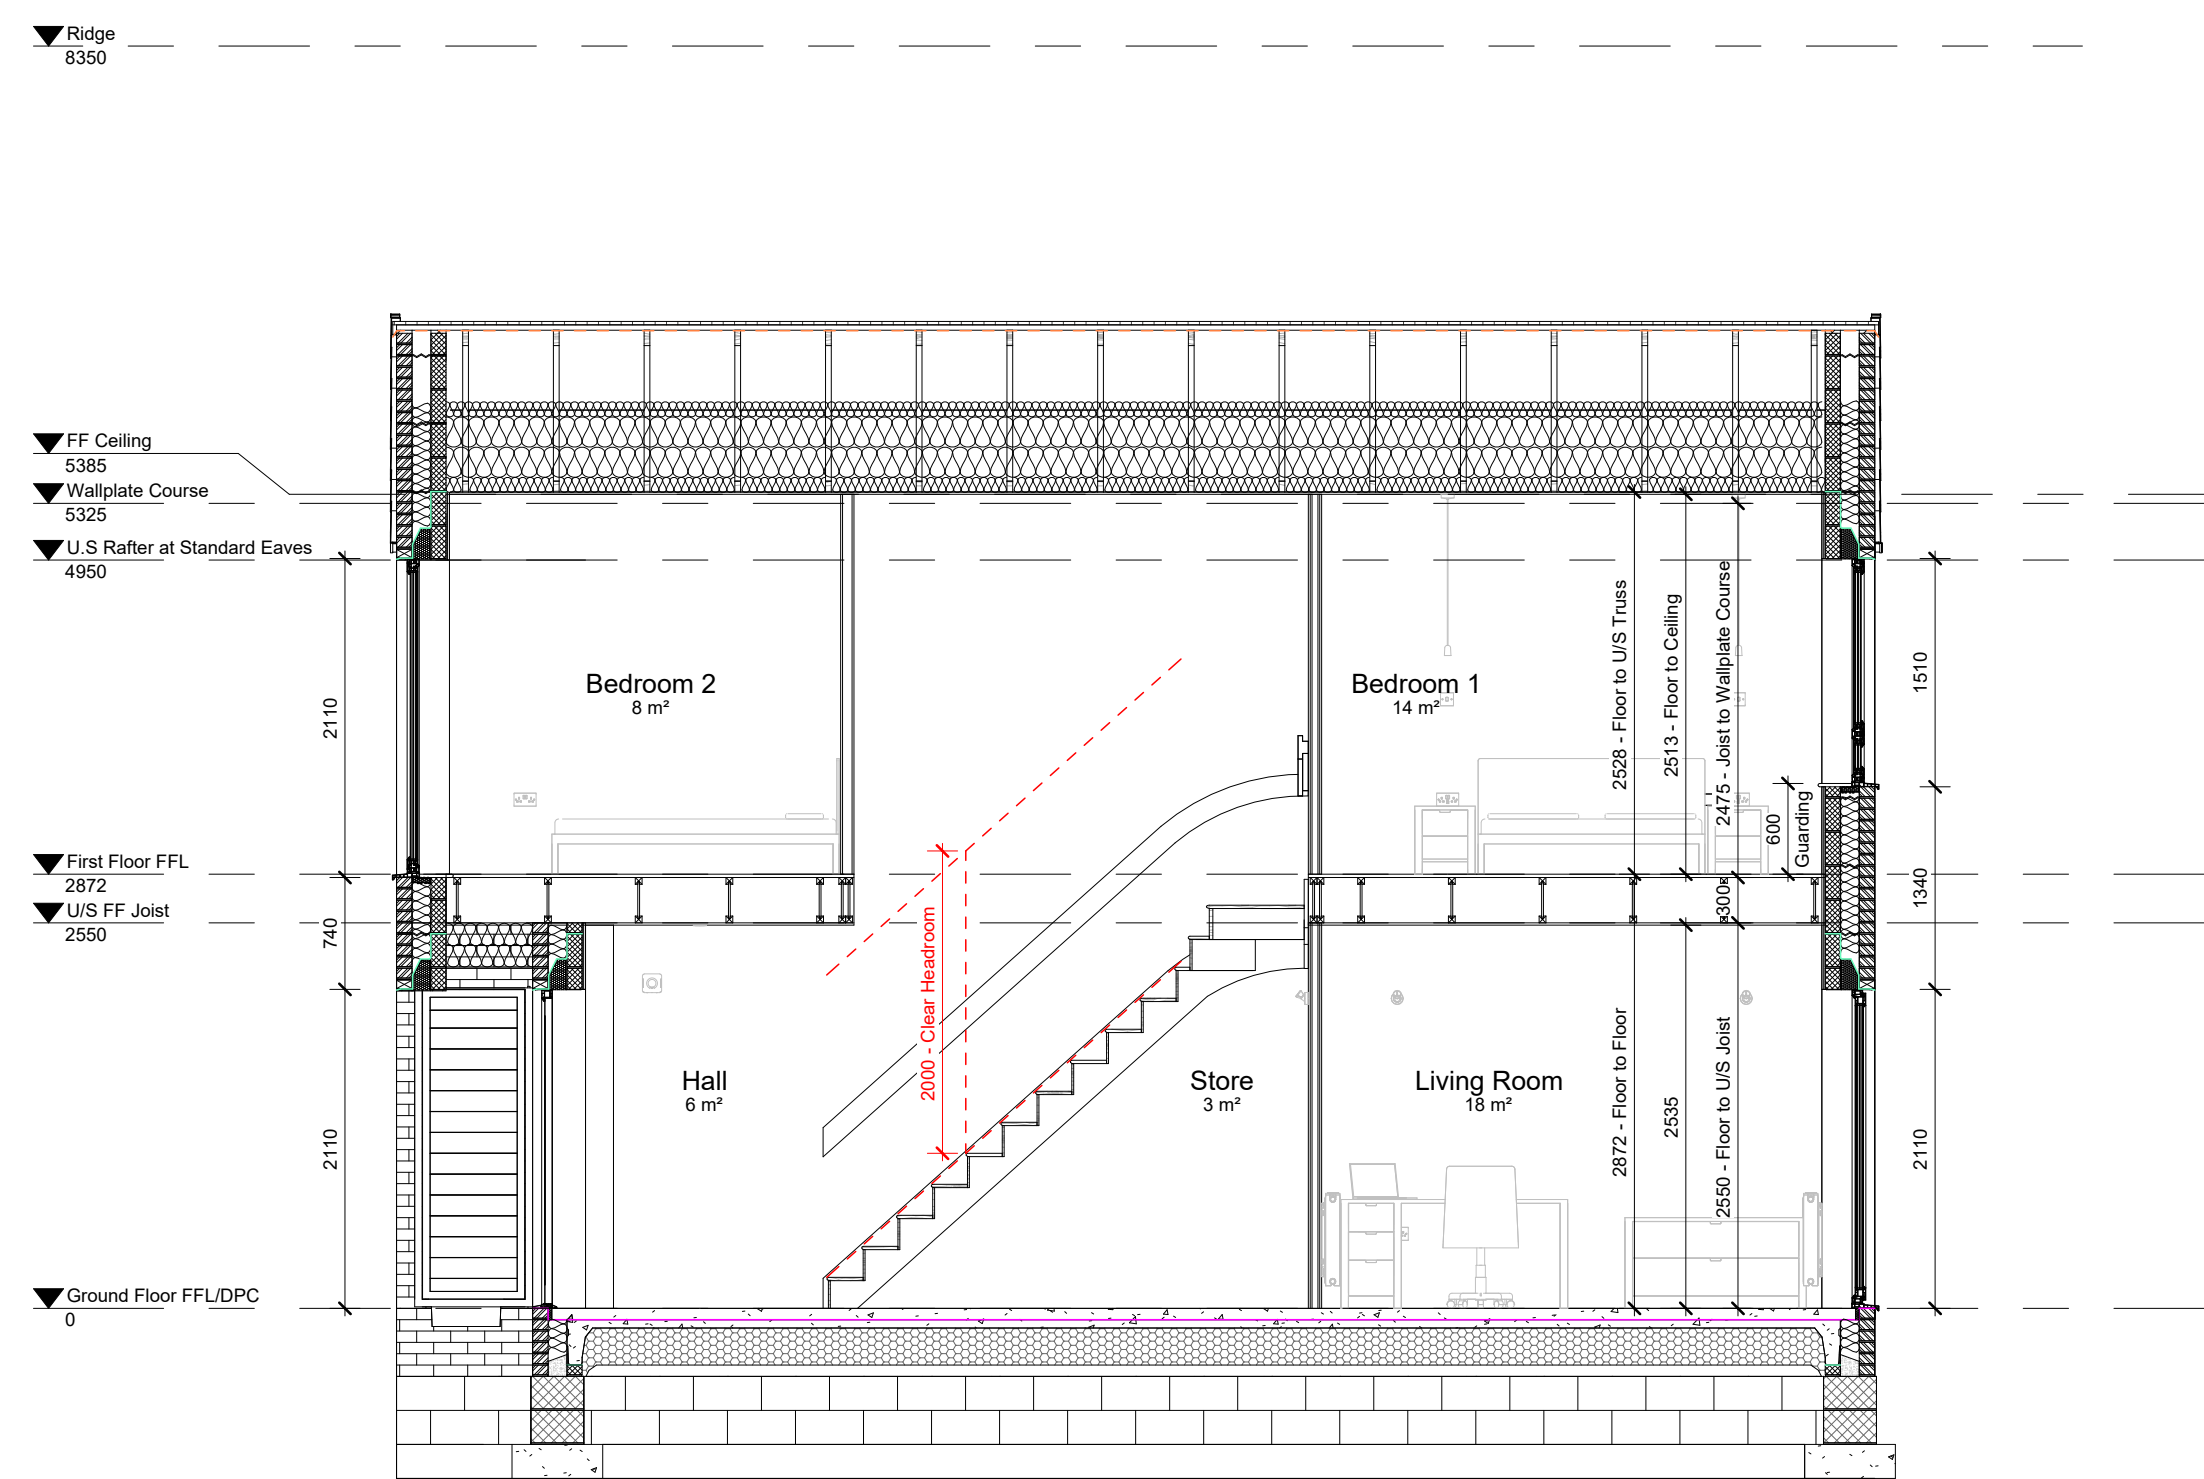 Ridge
8350
FF Ceiling
5385
Wallplate Course
5325
U.S Rafter at Standard Eaves
4950
First Floor FFL
2872
U/S FF Joist
2550
Ground Floor FFL/DPC
0
2110
740
2110
Bedroom 2
8 m²
Bedroom 1
14 m²
2528 - Floor to U/S Truss
2513 - Floor to Ceiling
2475 - Joist to Wallplate Course
600
Guarding
300
1510
1340
2110
2000 - Clear Headroom
Hall
6 m²
Store
3 m²
Living Room
18 m²
2872 - Floor to Floor
2535
2550 - Floor to U/S Joist